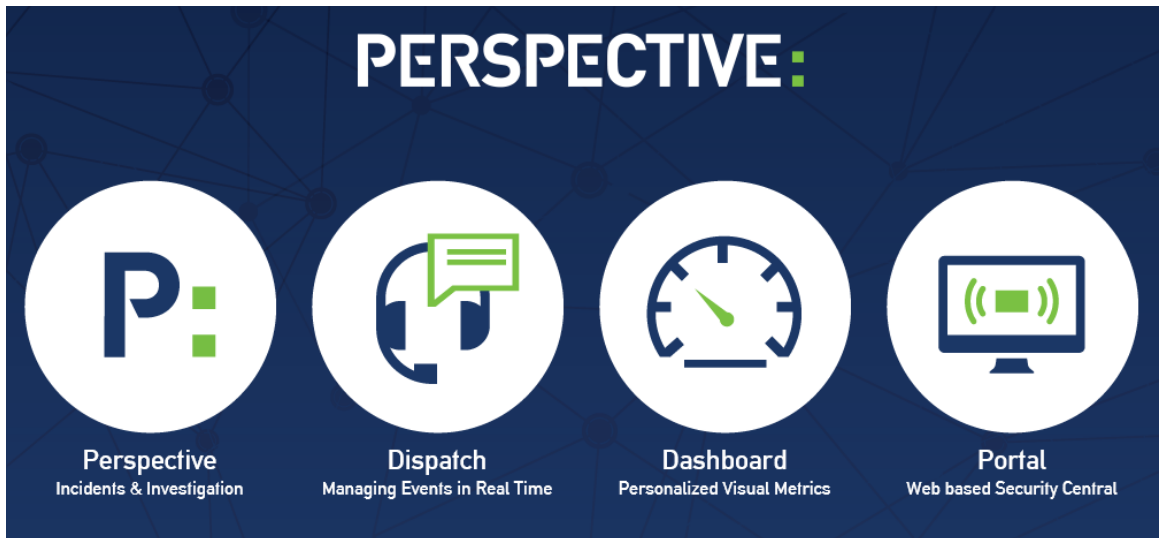 PERSPECTIVE:
P:
Perspective
Incidents & Investigation
Dispatch
Managing Events in Real Time
Dashboard
Personalized Visual Metrics
Portal
Web based Security Central